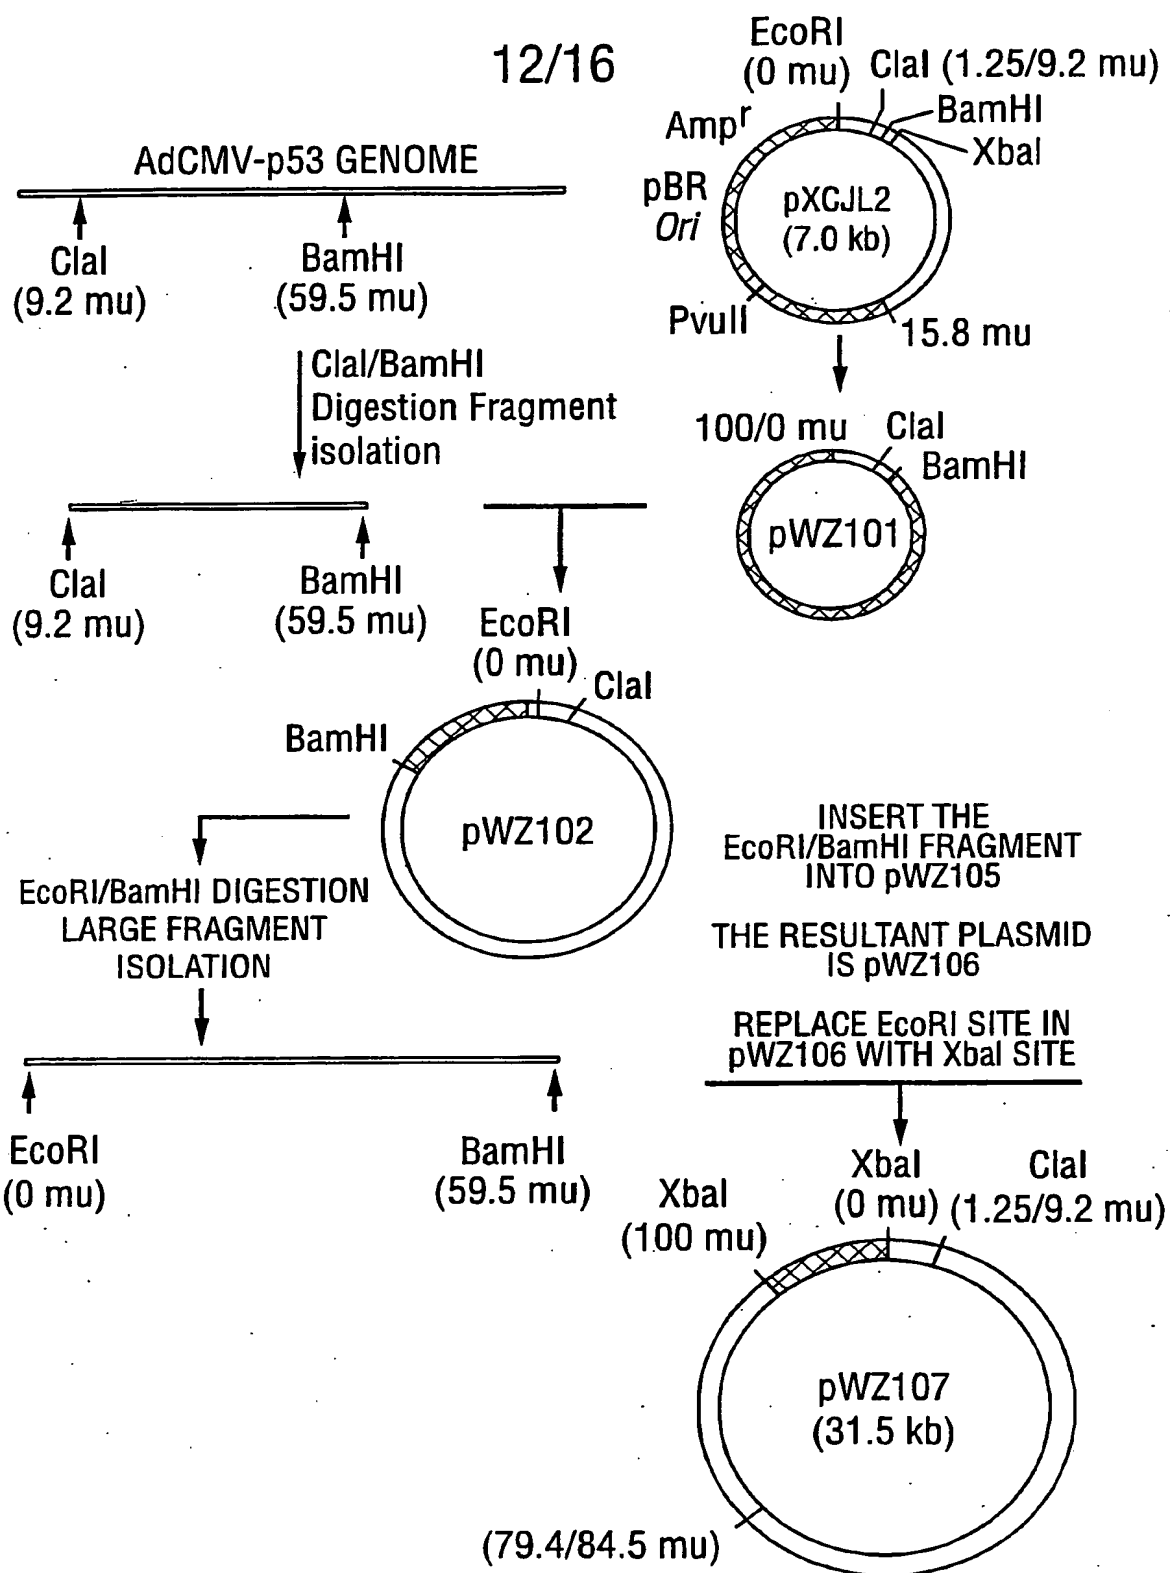 12/16
EcoRI
(0 mu)
ClaI (1.25/9.2 mu)
BamHI
XbaI
Ampr
pBR
Ori
pXCJL2
(7.0 kb)
PvuII
15.8 mu
AdCMV-p53 GENOME
ClaI
(9.2 mu)
BamHI
(59.5 mu)
ClaI/BamHI
Digestion Fragment
isolation
100/0 mu
ClaI
BamHI
pWZ101
ClaI
(9.2 mu)
BamHI
(59.5 mu)
EcoRI
(0 mu)
ClaI
BamHI
pWZ102
EcoRI/BamHI DIGESTION
LARGE FRAGMENT
ISOLATION
INSERT THE
EcoRI/BamHI FRAGMENT
INTO pWZ105
THE RESULTANT PLASMID
IS pWZ106
REPLACE EcoRI SITE IN
pWZ106 WITH XbaI SITE
EcoRI
(0 mu)
BamHI
(59.5 mu)
XbaI
(100 mu)
XbaI
(0 mu)
ClaI
(1.25/9.2 mu)
pWZ107
(31.5 kb)
(79.4/84.5 mu)